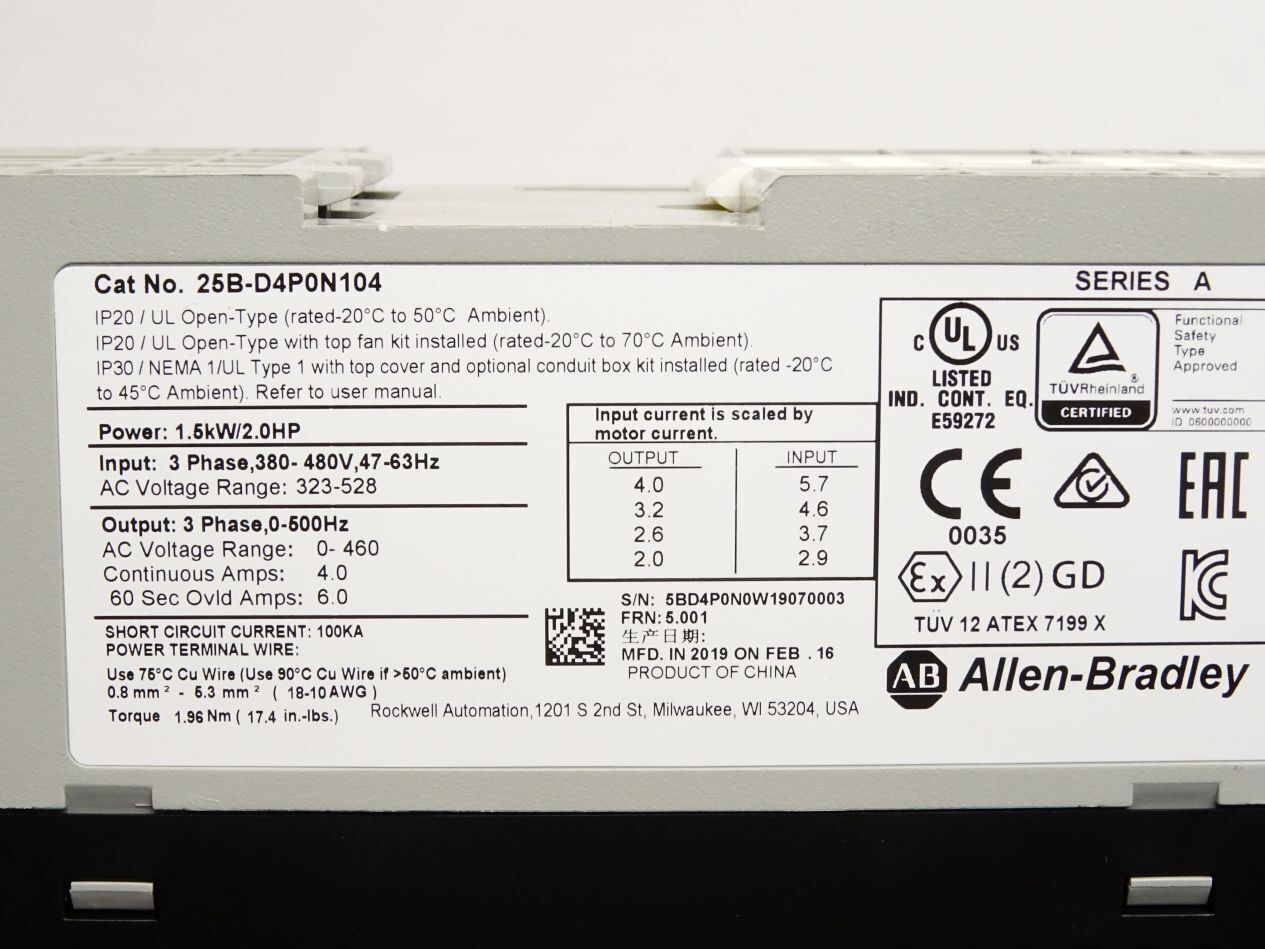 Cat No. 25B-D4P0N104
SERIES A
IP20 / UL Open-Type (rated-20°C to 50°C Ambient).
IP20 / UL Open-Type with top fan kit installed (rated-20°C to 70°C Ambient).
IP30 / NEMA 1/UL Type 1 with top cover and optional conduit box kit installed (rated -20°C
to 45°C Ambient). Refer to user manual.
Power: 1.5kW/2.0HP
Input: 3 Phase,380- 480V,47-63Hz
AC Voltage Range: 323-528
Output: 3 Phase,0-500Hz
AC Voltage Range: 0- 460
Continuous Amps: 4.0
60 Sec Ovld Amps: 6.0
SHORT CIRCUIT CURRENT: 100KA
POWER TERMINAL WIRE:
Use 75°C Cu Wire (Use 90°C Cu Wire if >50°C ambient)
0.8 mm² - 5.3 mm² ( 18-10 AWG )
Torque 1.96 Nm ( 17.4 in.-lbs.)
Input current is scaled by
motor current.
OUTPUT INPUT
4.0 5.7
3.2 4.6
2.6 3.7
2.0 2.9
S/N: 5BD4P0N0W19070003
FRN: 5.001
生产日期:
MFD. IN 2019 ON FEB . 16
PRODUCT OF CHINA
Rockwell Automation,1201 S 2nd St, Milwaukee, WI 53204, USA
C UL US
LISTED
IND. CONT. EQ.
E59272
TÜVRheinland ®
CERTIFIED
Functional
Safety
Type
Approved
www.tuv.com
ID 0600000000
CE
0035
EAC
Ex II (2) GD
TÜV 12 ATEX 7199 X
KC
AB Allen-Bradley